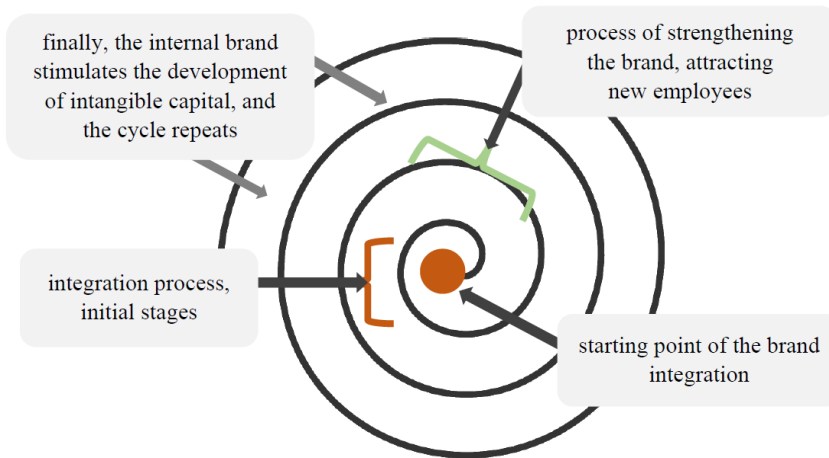 finally, the internal brand
stimulates the development
of intangible capital, and
the cycle repeats
process of strengthening
the brand, attracting
new employees
integration process,
initial stages
starting point of the brand
integration